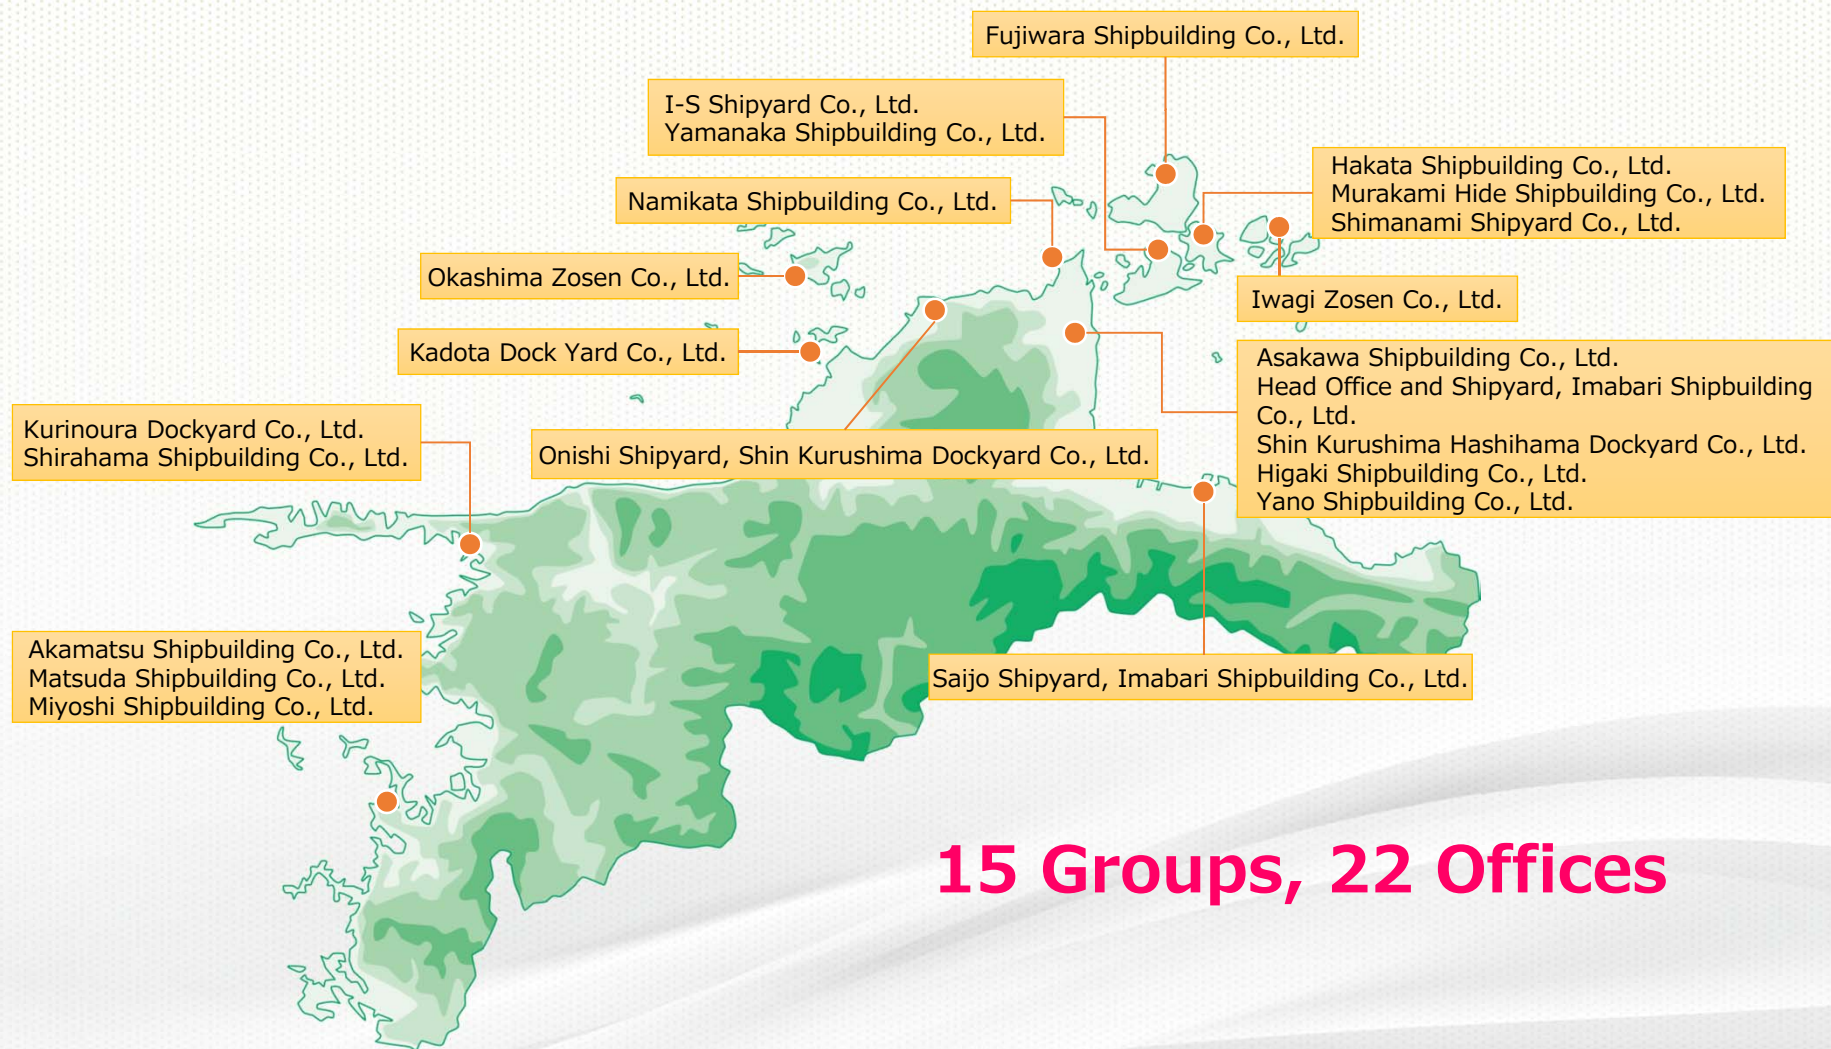 Fujiwara Shipbuilding Co., Ltd.
I-S Shipyard Co., Ltd.
Yamanaka Shipbuilding Co., Ltd.
Hakata Shipbuilding Co., Ltd.
Murakami Hide Shipbuilding Co., Ltd.
Shimanami Shipyard Co., Ltd.
Namikata Shipbuilding Co., Ltd.
Okashima Zosen Co., Ltd.
Iwagi Zosen Co., Ltd.
Kadota Dock Yard Co., Ltd.
Asakawa Shipbuilding Co., Ltd.
Head Office and Shipyard, Imabari Shipbuilding
Co., Ltd.
Shin Kurushima Hashihama Dockyard Co., Ltd.
Higaki Shipbuilding Co., Ltd.
Yano Shipbuilding Co., Ltd.
Kurinoura Dockyard Co., Ltd.
Shirahama Shipbuilding Co., Ltd.
Onishi Shipyard, Shin Kurushima Dockyard Co., Ltd.
Akamatsu Shipbuilding Co., Ltd.
Matsuda Shipbuilding Co., Ltd.
Miyoshi Shipbuilding Co., Ltd.
Saijo Shipyard, Imabari Shipbuilding Co., Ltd.
15 Groups, 22 Offices